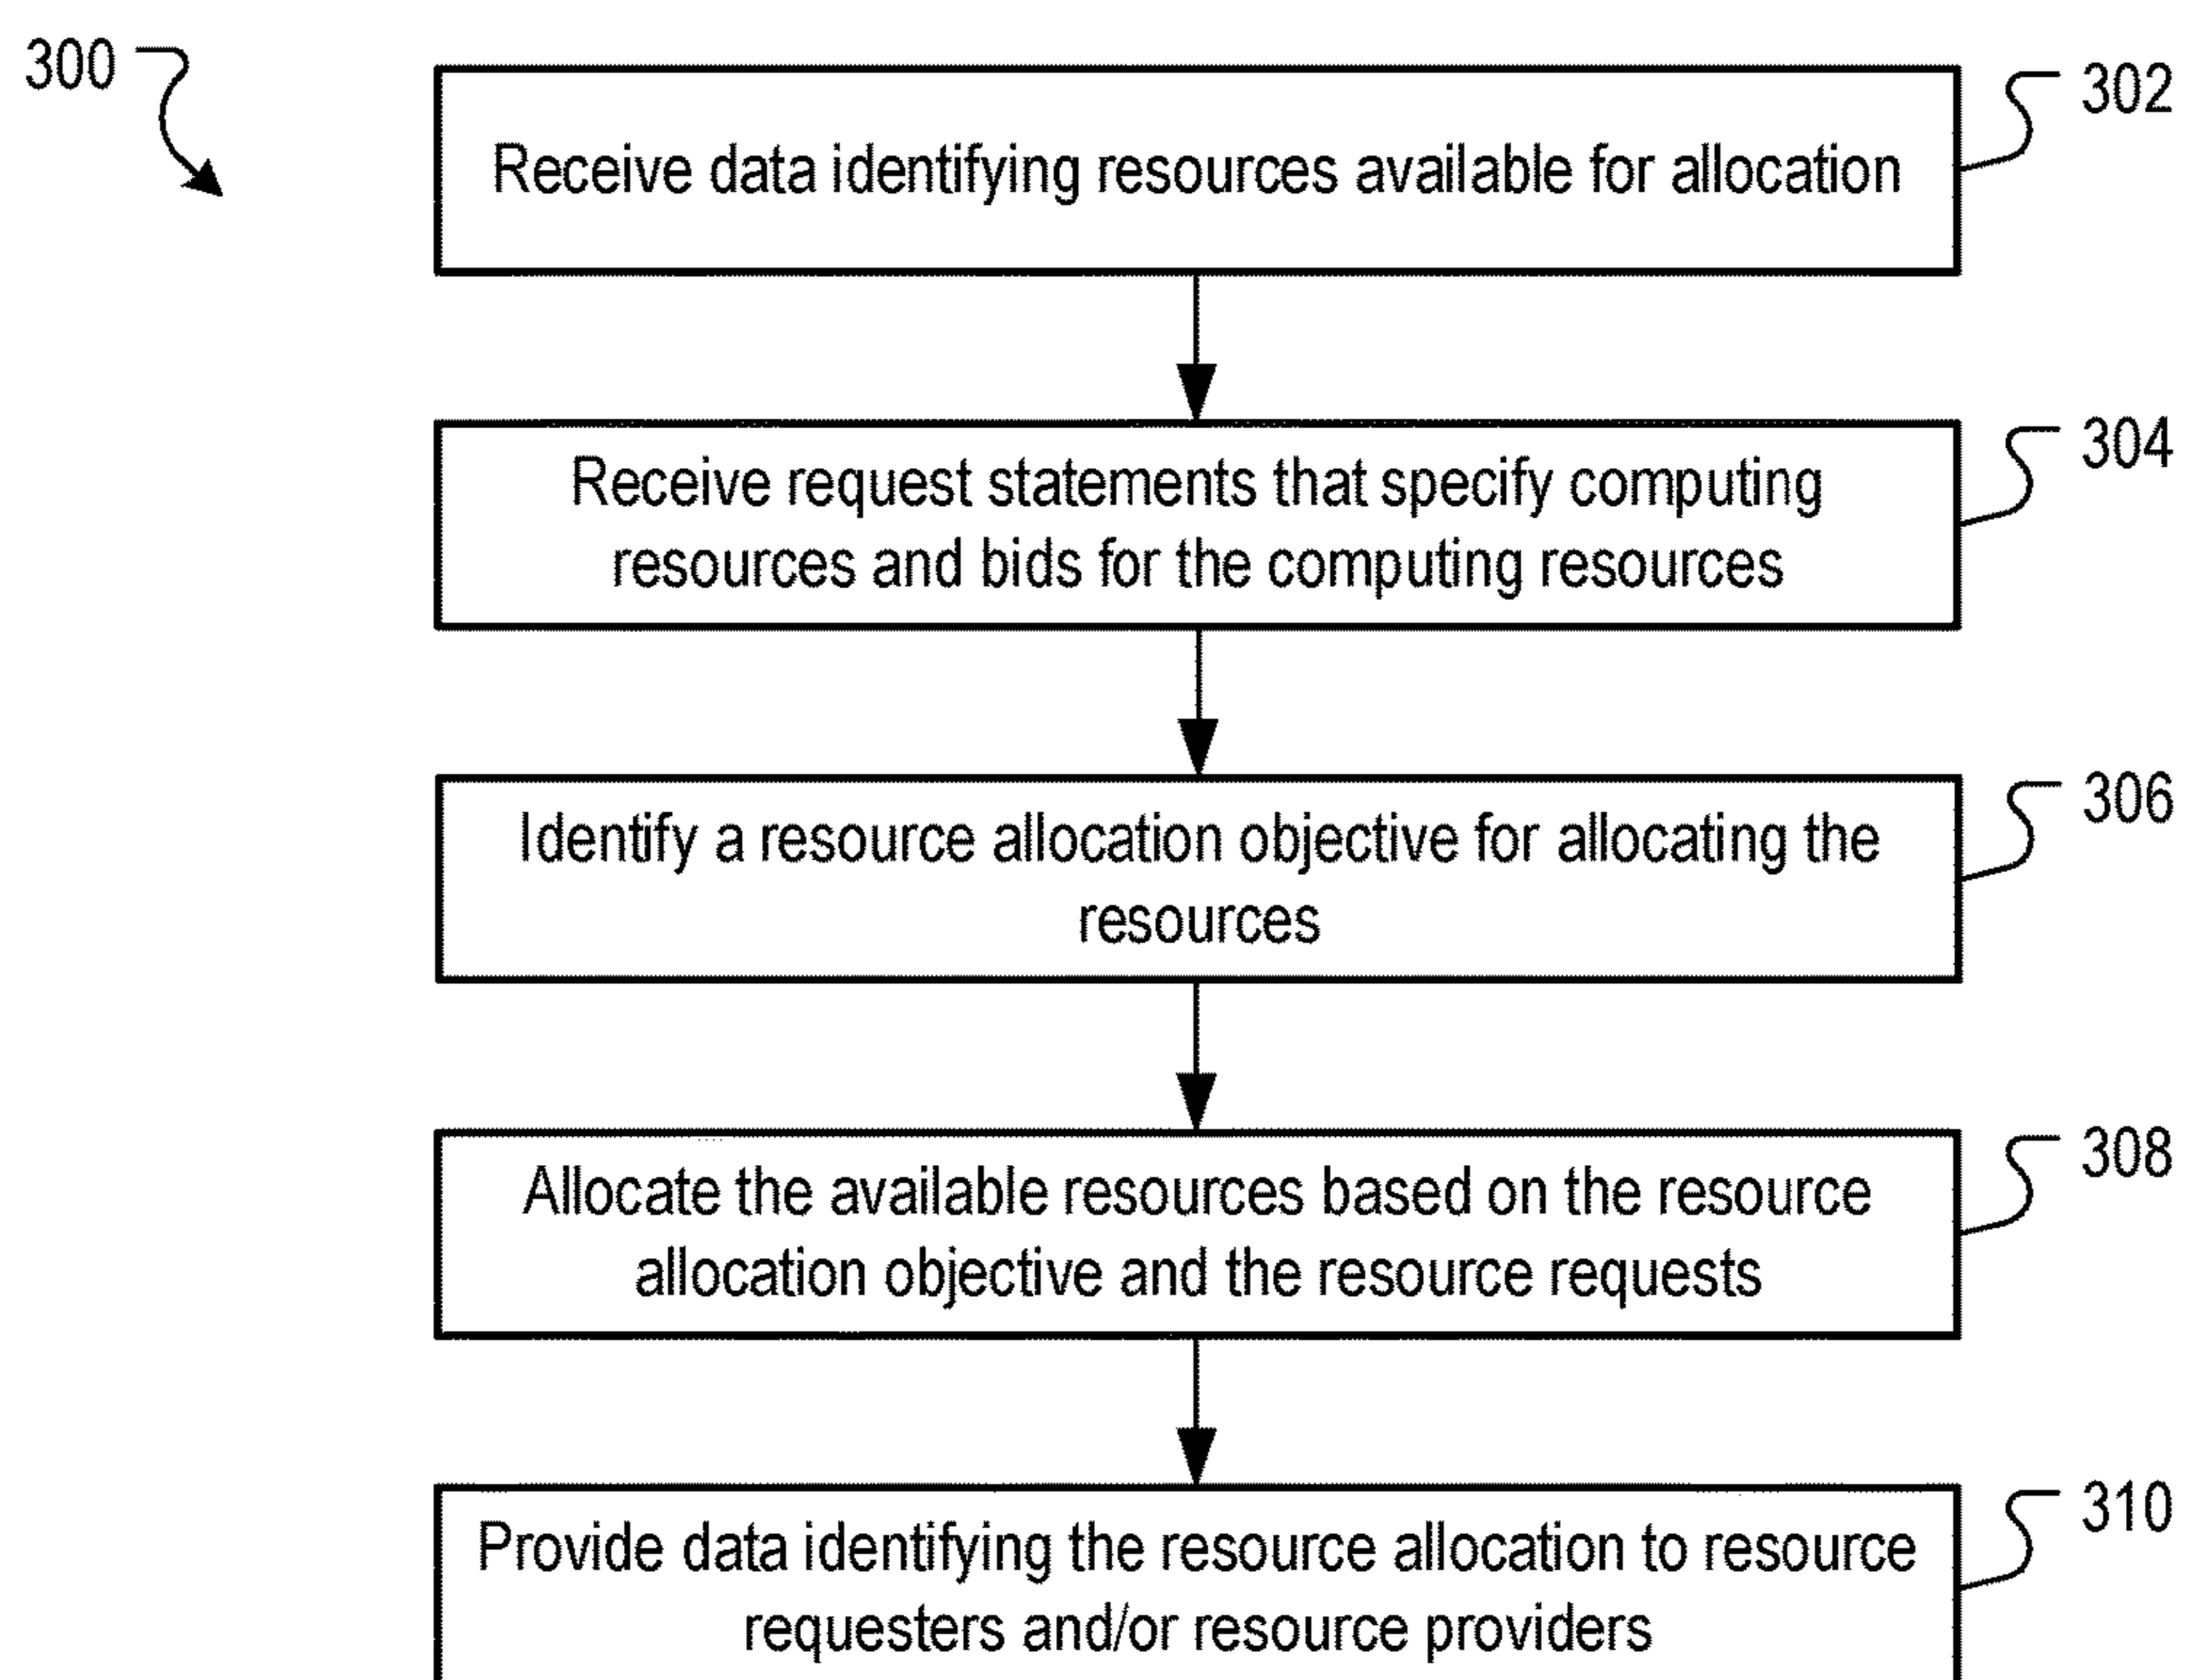 300
302
Receive data identifying resources available for allocation
304
Receive request statements that specify computing
resources and bids for the computing resources
306
Identify a resource allocation objective for allocating the
resources
308
Allocate the available resources based on the resource
allocation objective and the resource requests
310
Provide data identifying the resource allocation to resource
requesters and/or resource providers